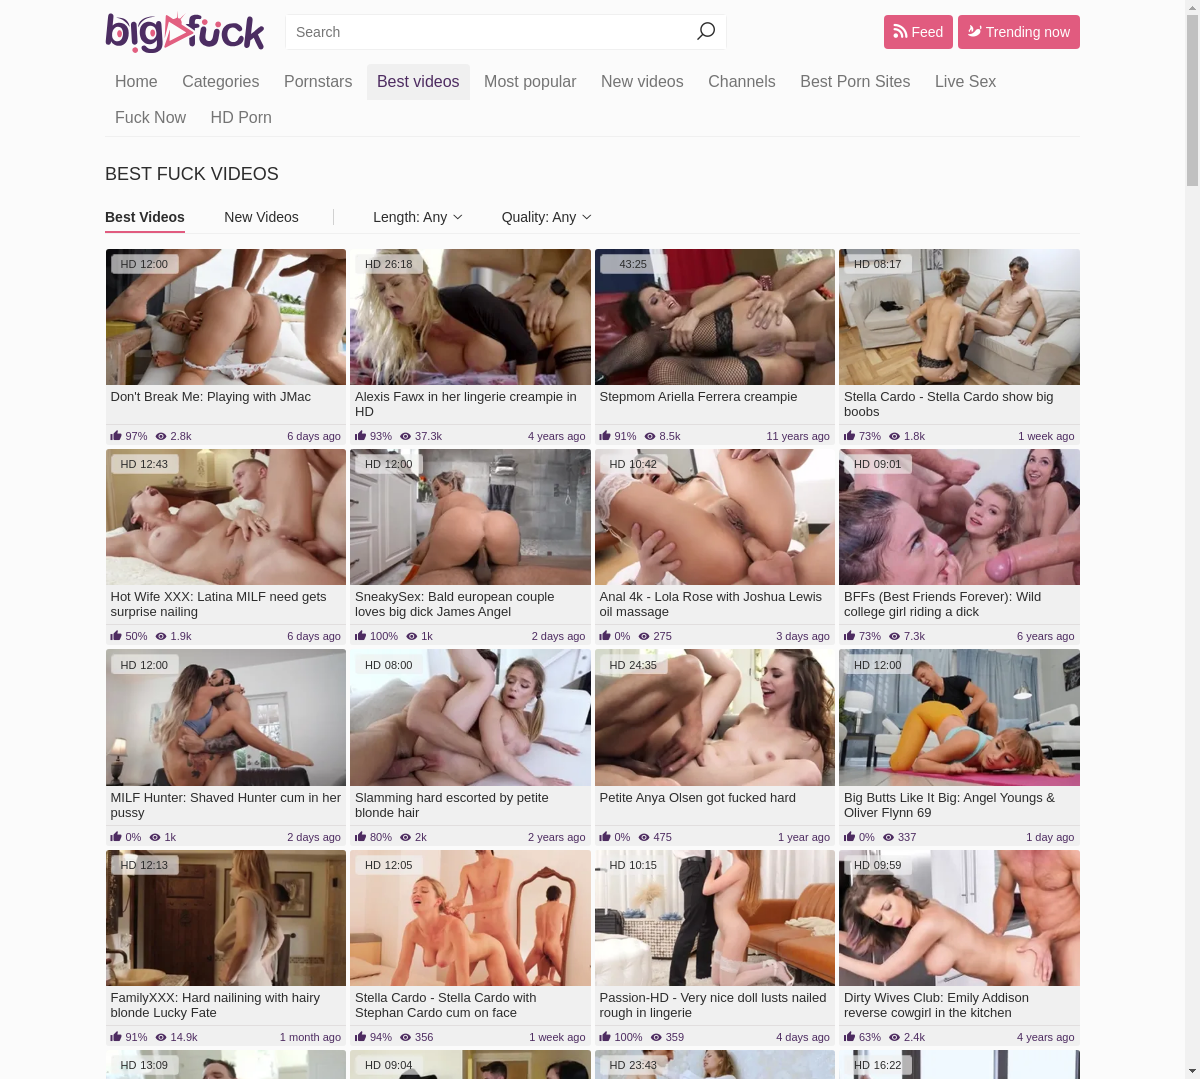 bigfuck
Search
Feed
Trending now
Home Categories Pornstars Best videos Most popular New videos Channels Best Porn Sites Live Sex
Fuck Now HD Porn
BEST FUCK VIDEOS
Best Videos New Videos Length: Any Quality: Any
HD 12:00 HD 26:18 43:25 HD 08:17
Don't Break Me: Playing with JMac
97% 2.8k 6 days ago
Alexis Fawx in her lingerie creampie in
HD
93% 37.3k 4 years ago
Stepmom Ariella Ferrera creampie
91% 8.5k 11 years ago
Stella Cardo - Stella Cardo show big
boobs
73% 1.8k 1 week ago
HD 12:43 HD 12:00 HD 10:42 HD 09:01
Hot Wife XXX: Latina MILF need gets
surprise nailing
50% 1.9k 6 days ago
SneakySex: Bald european couple
loves big dick James Angel
100% 1k 2 days ago
Anal 4k - Lola Rose with Joshua Lewis
oil massage
0% 275 3 days ago
BFFs (Best Friends Forever): Wild
college girl riding a dick
73% 7.3k 6 years ago
HD 12:00 HD 08:00 HD 24:35 HD 12:00
MILF Hunter: Shaved Hunter cum in her
pussy
0% 1k 2 days ago
Slamming hard escorted by petite
blonde hair
80% 2k 2 years ago
Petite Anya Olsen got fucked hard
0% 475 1 year ago
Big Butts Like It Big: Angel Youngs &
Oliver Flynn 69
0% 337 1 day ago
HD 12:13 HD 12:05 HD 10:15 HD 09:59
FamilyXXX: Hard nailining with hairy
blonde Lucky Fate
91% 14.9k 1 month ago
Stella Cardo - Stella Cardo with
Stephan Cardo cum on face
94% 356 1 week ago
Passion-HD - Very nice doll lusts nailed
rough in lingerie
100% 359 4 days ago
Dirty Wives Club: Emily Addison
reverse cowgirl in the kitchen
63% 2.4k 4 years ago
HD 13:09 HD 09:04 HD 23:43 HD 16:22